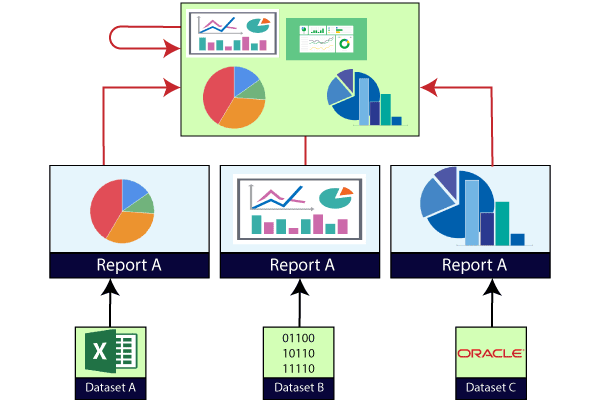 Report A
Report A
Report A
X
01100
10110
11110
ORACLE
Dataset A
Dataset B
Dataset C